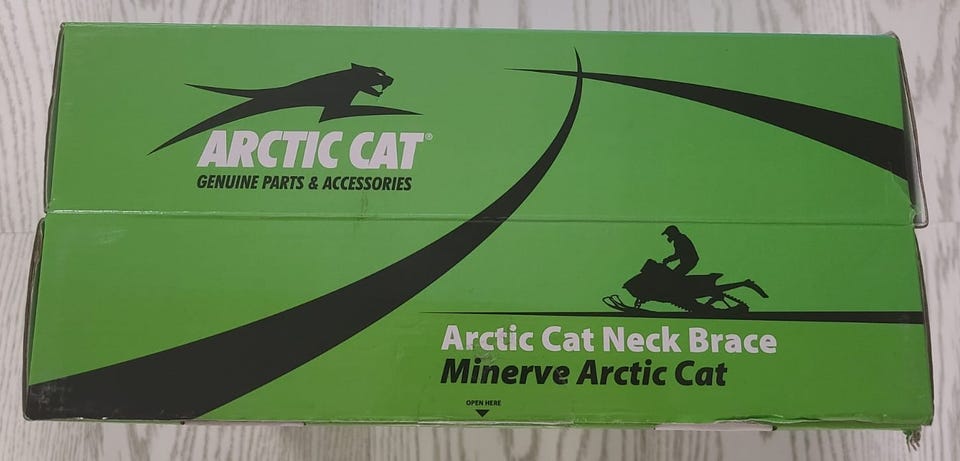 ARCTIC CAT®
GENUINE PARTS & ACCESSORIES
Arctic Cat Neck Brace
Minerve Arctic Cat
OPEN HERE